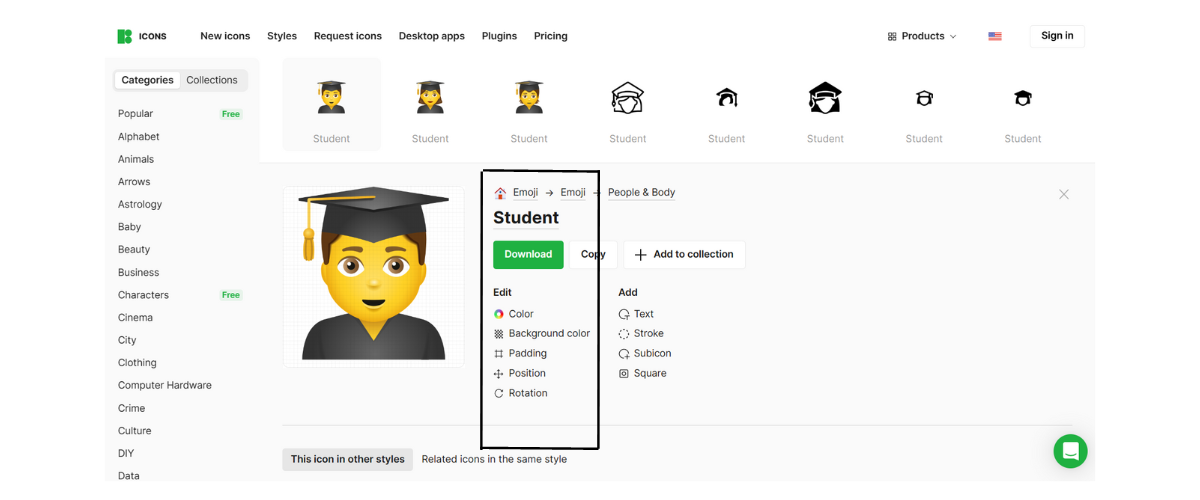 ICONS New icons Styles Request icons Desktop apps Plugins Pricing Products Sign in
Categories Collections
Popular Free
Alphabet
Animals
Arrows
Astrology
Baby
Beauty
Business
Characters Free
Cinema
City
Clothing
Computer Hardware
Crime
Culture
DIY
Data
Student Student Student Student Student Student Student Student
Emoji → Emoji → People & Body
Student
Download Copy Add to collection
Edit
Color
Background color
Padding
Position
Rotation
Add
Text
Stroke
Subicon
Square
This icon in other styles Related icons in the same style